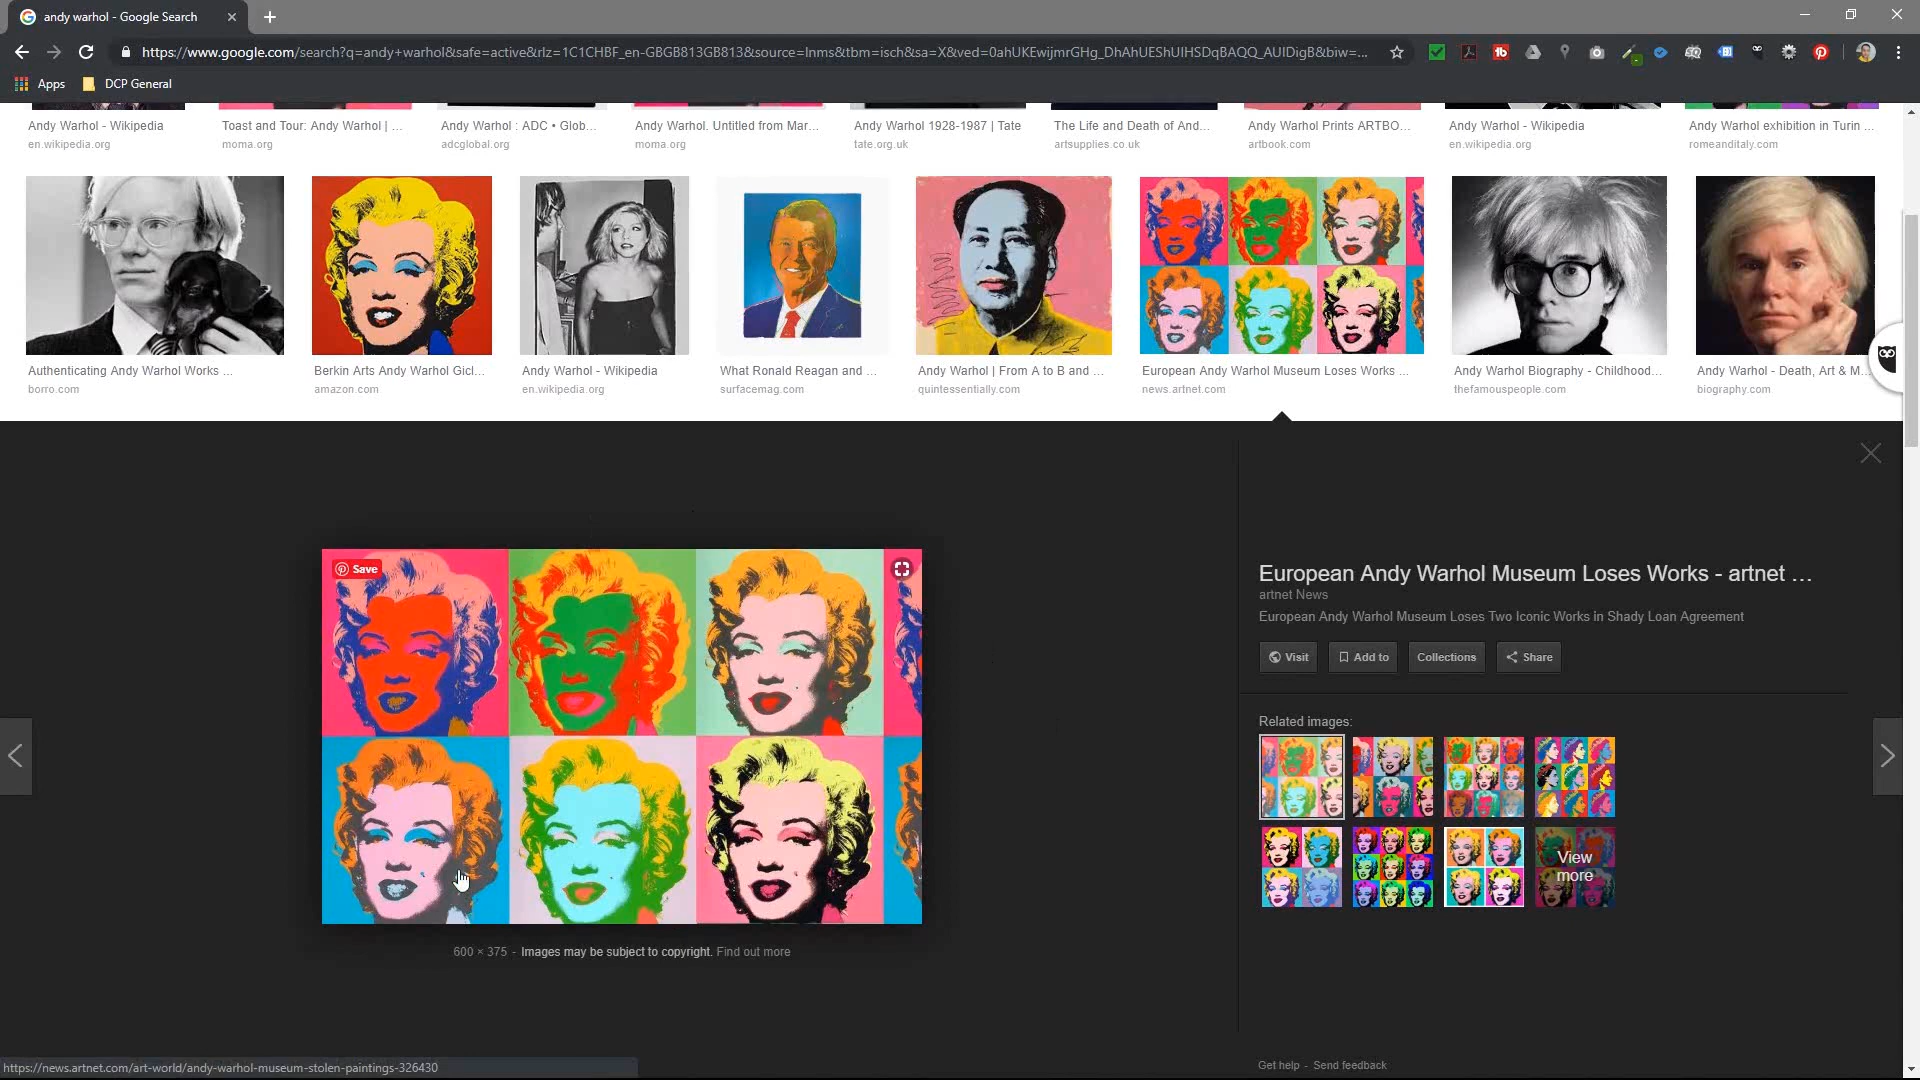 andy warhol - Google Search
https://www.google.com/search?q=andy+warhol&safe=active&rlz=1C1CHBF_en-GBGB813GB813&source=lnms&tbm=isch&sa=X&ved=0ahUKEwijmrGHg_DhAhUEShUIHSDqBAQQ_AUIDigB&biw=...
Apps
DCP General
Andy Warhol - Wikipedia
en.wikipedia.org
Toast and Tour: Andy Warhol | ...
moma.org
Andy Warhol : ADC • Glob...
adcglobal.org
Andy Warhol. Untitled from Mar...
moma.org
Andy Warhol 1928-1987 | Tate
tate.org.uk
The Life and Death of And...
artsupplies.co.uk
Andy Warhol Prints ARTBO...
artbook.com
Andy Warhol - Wikipedia
en.wikipedia.org
Andy Warhol exhibition in Turin ...
romeanditaly.com
Authenticating Andy Warhol Works ...
borro.com
Berkin Arts Andy Warhol Gicl...
amazon.com
Andy Warhol - Wikipedia
en.wikipedia.org
What Ronald Reagan and ...
surfacemag.com
Andy Warhol | From A to B and ...
quintessentially.com
European Andy Warhol Museum Loses Works ...
news.artnet.com
Andy Warhol Biography - Childhood...
thefamouspeople.com
Andy Warhol - Death, Art & M...
biography.com
Save
European Andy Warhol Museum Loses Works - artnet ...
artnet News
European Andy Warhol Museum Loses Two Iconic Works in Shady Loan Agreement
Visit
Add to
Collections
Share
Related images:
View
more
600 × 375 - Images may be subject to copyright. Find out more
Get help - Send feedback
https://news.artnet.com/art-world/andy-warhol-museum-stolen-paintings-326430